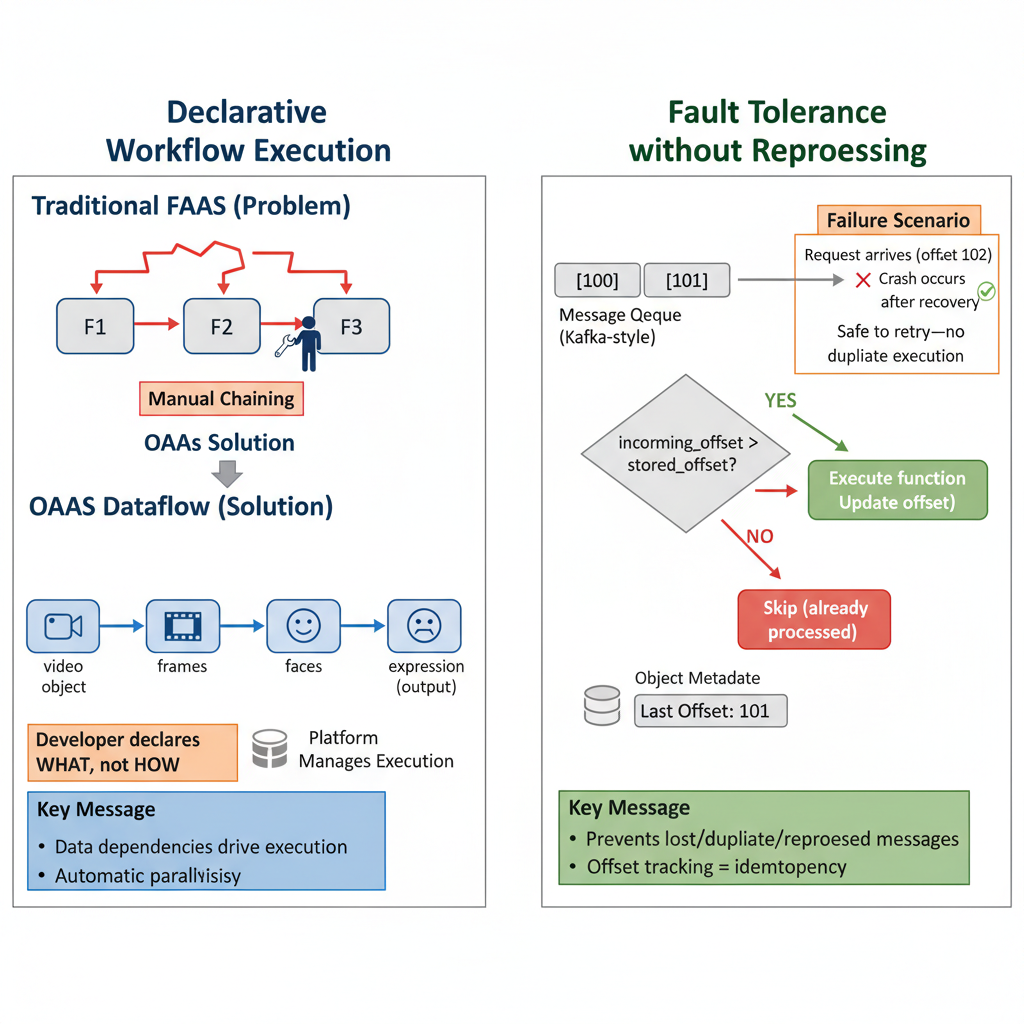 Declarative
Workflow Execution
Traditional FAAS (Problem)
F1
F2
F3
Manual Chaining
OAAs Solution
OAAS Dataflow (Solution)
video
object
frames
faces
expression
(output)
Developer declares
WHAT, not HOW
Platform
Manages Execution
Key Message
• Data dependencies drive execution
• Automatic
Fault Tolerance
without Reproessing
Failure Scenario
Request arrives (offzet 102)
Crash occurs
after recovery
Safe to retry—no
dupliate execution
[100]
[101]
Message Qeque
(Kafka-style)
incoming_offset >
stored_offset?
YES
Execute function
Update offset)
NO
Skip (already
processed)
Object Metadate
Last Offset: 101
Key Message
• Prevents lost/dupliate/reproesed messages
• Offset tracking = idemtopency